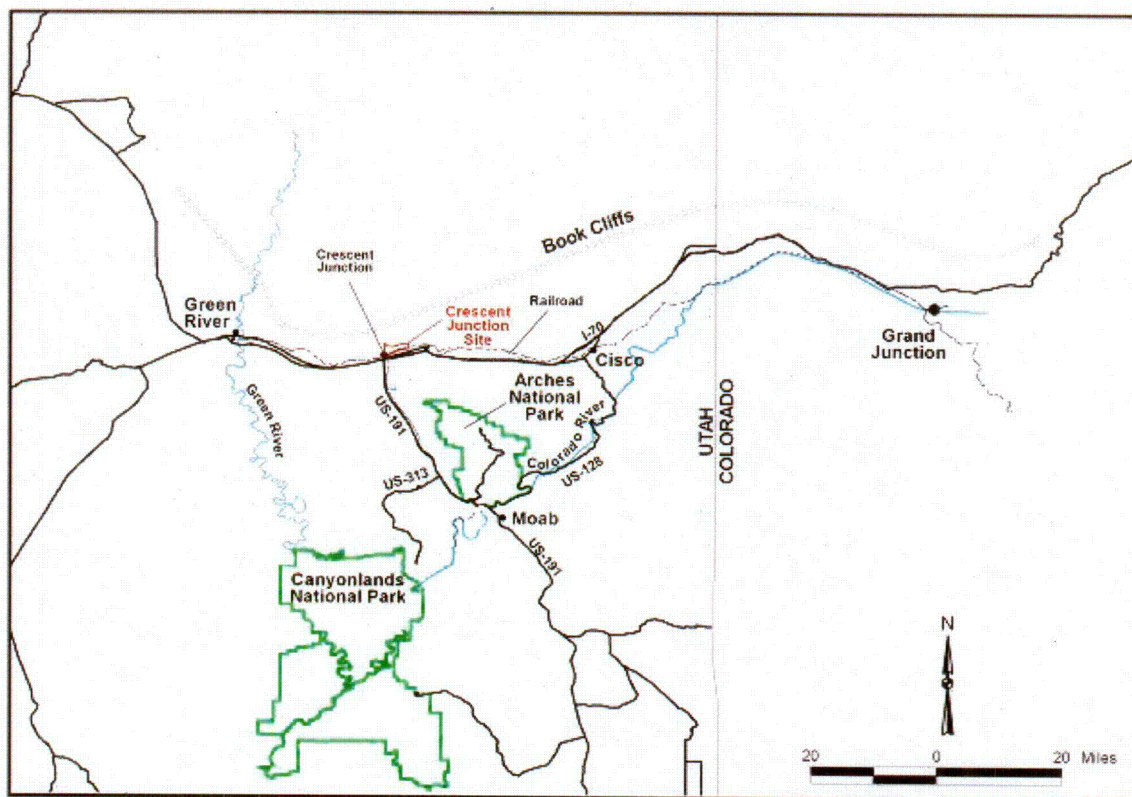 Book Cliffs
Crescent
Junction
Green
River
Crescent
Junction
Site
Railroad
I-70
Cisco
Grand
Junction
Arches
National
Park
US-191
Green River
Colorado River
UTAH
COLORADO
US-128
US-313
Moab
US-191
Canyonlands
National Park
N
20 0 20 Miles